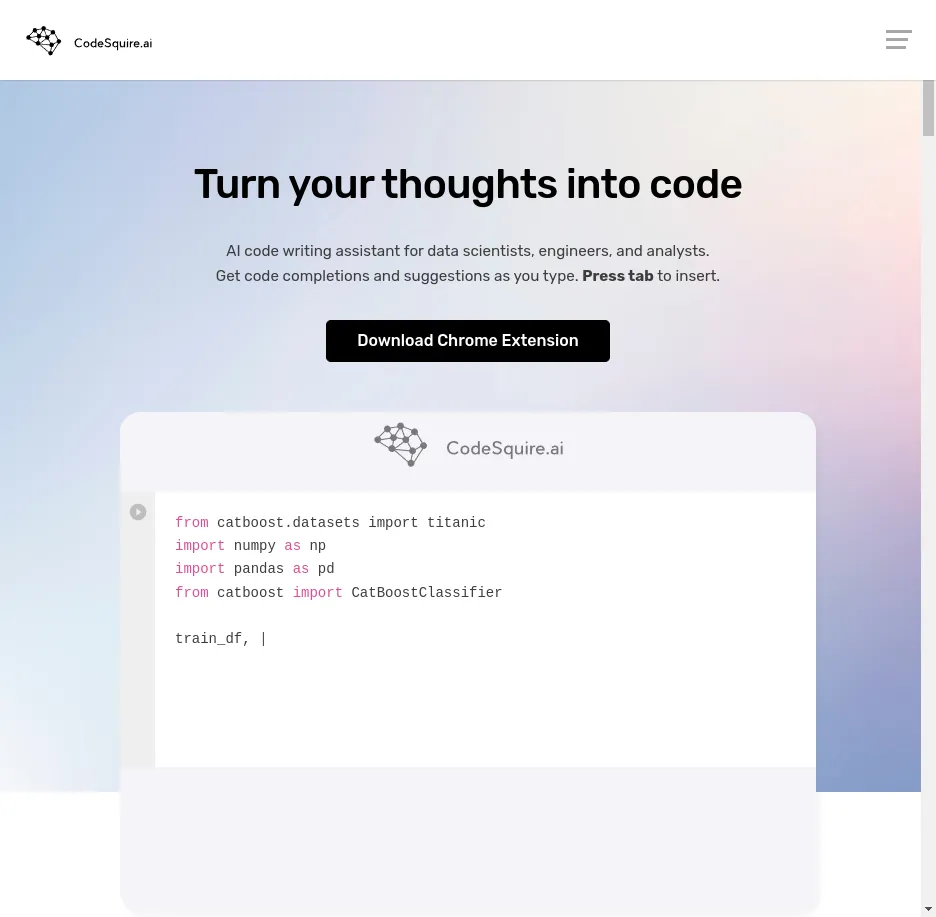 CodeSquire.ai
Turn your thoughts into code
AI code writing assistant for data scientists, engineers, and analysts.
Get code completions and suggestions as you type. Press tab to insert.
Download Chrome Extension
CodeSquire.ai
from catboost.datasets import titanic
import numpy as np
import pandas as pd
from catboost import CatBoostClassifier
train_df, |